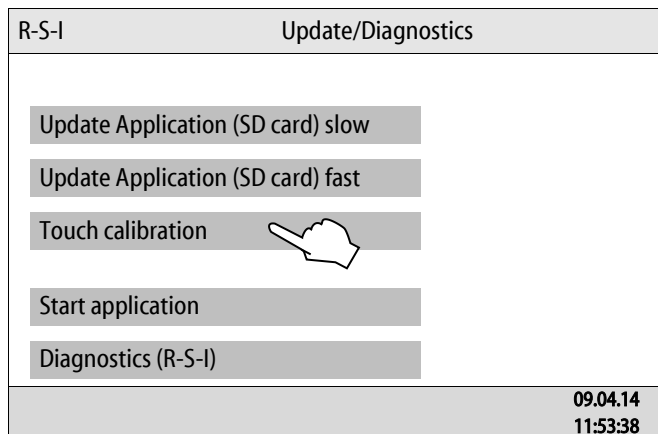 R-S-I Update/Diagnostics
Update Application (SD card) slow
Update Application (SD card) fast
Touch calibration
Start application
Diagnostics (R-S-I)
09.04.14
11:53:38